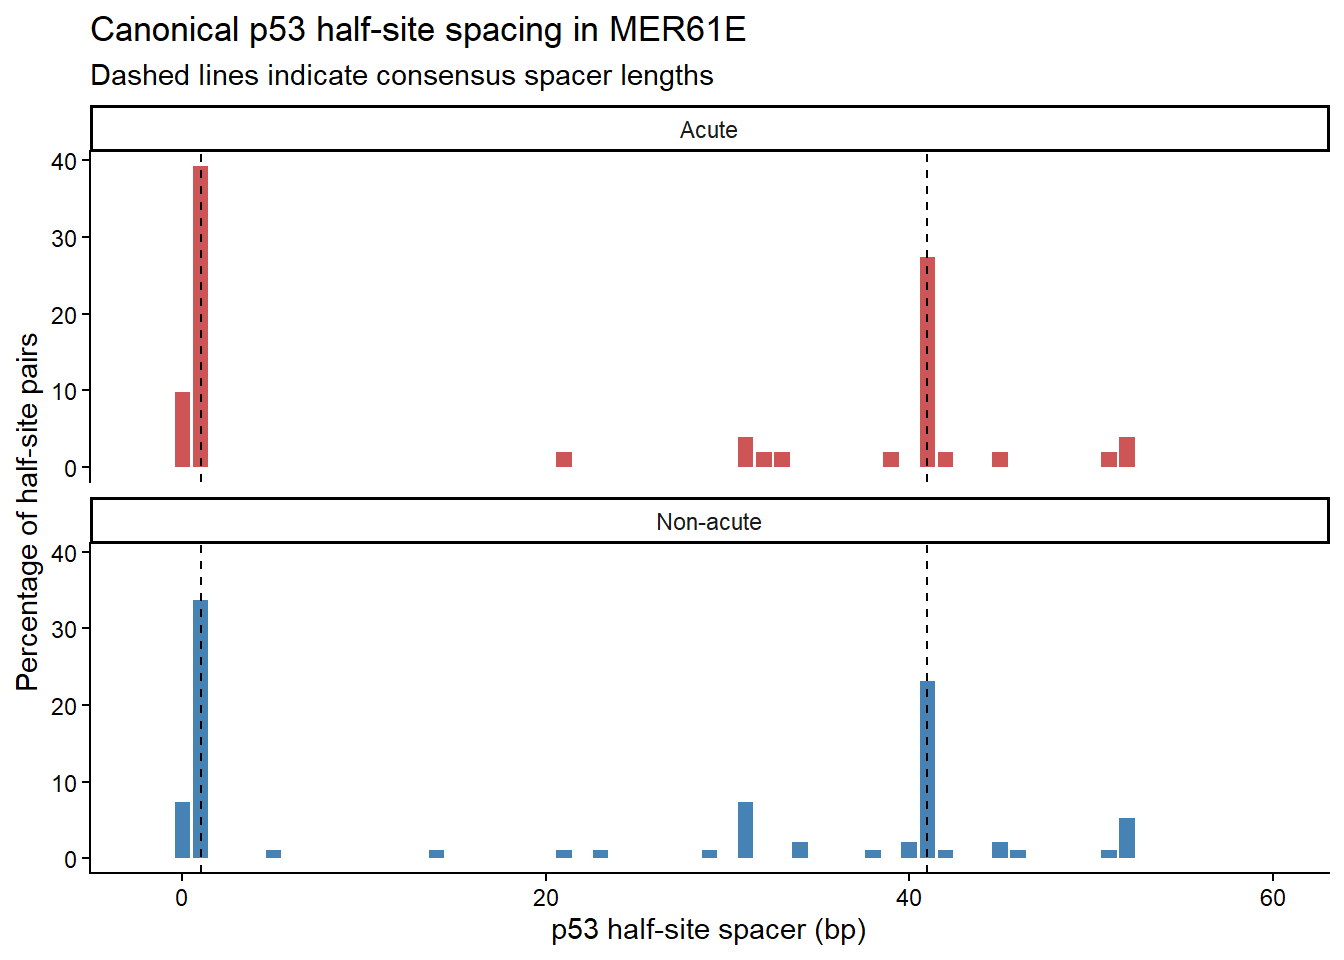 Canonical p53 half-site spacing in MER61E
Dashed lines indicate consensus spacer lengths
Acute
40
30
20
10
0
Percentage of half-site pairs
Non-acute
40
30
20
10
0
0 20 40 60
p53 half-site spacer (bp)